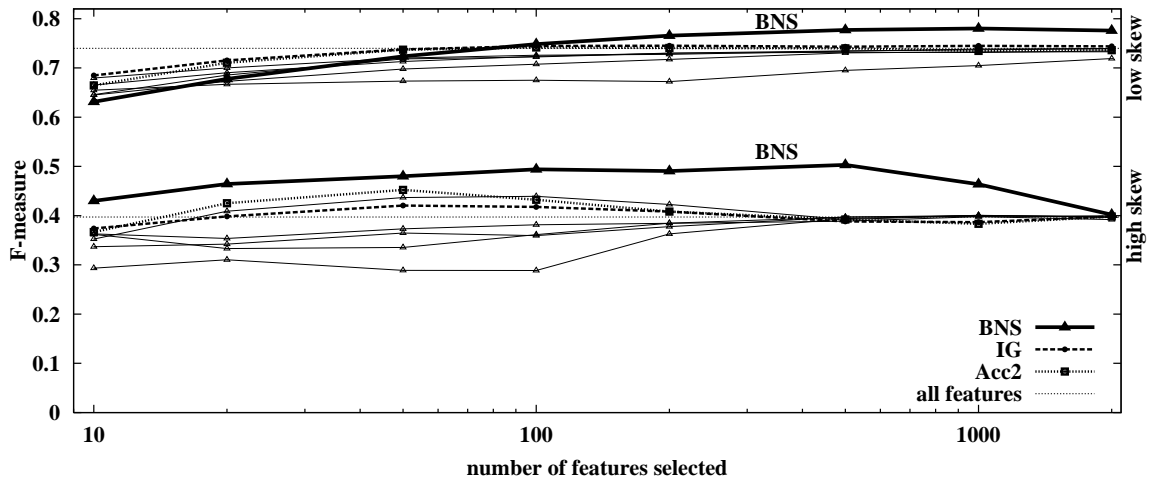 0.8
0.7
0.6
0.5
0.4
0.3
0.2
0.1
0
F-measure
BNS
BNS
low skew
high skew
BNS
IG
Acc2
all features
10 100 1000
number of features selected